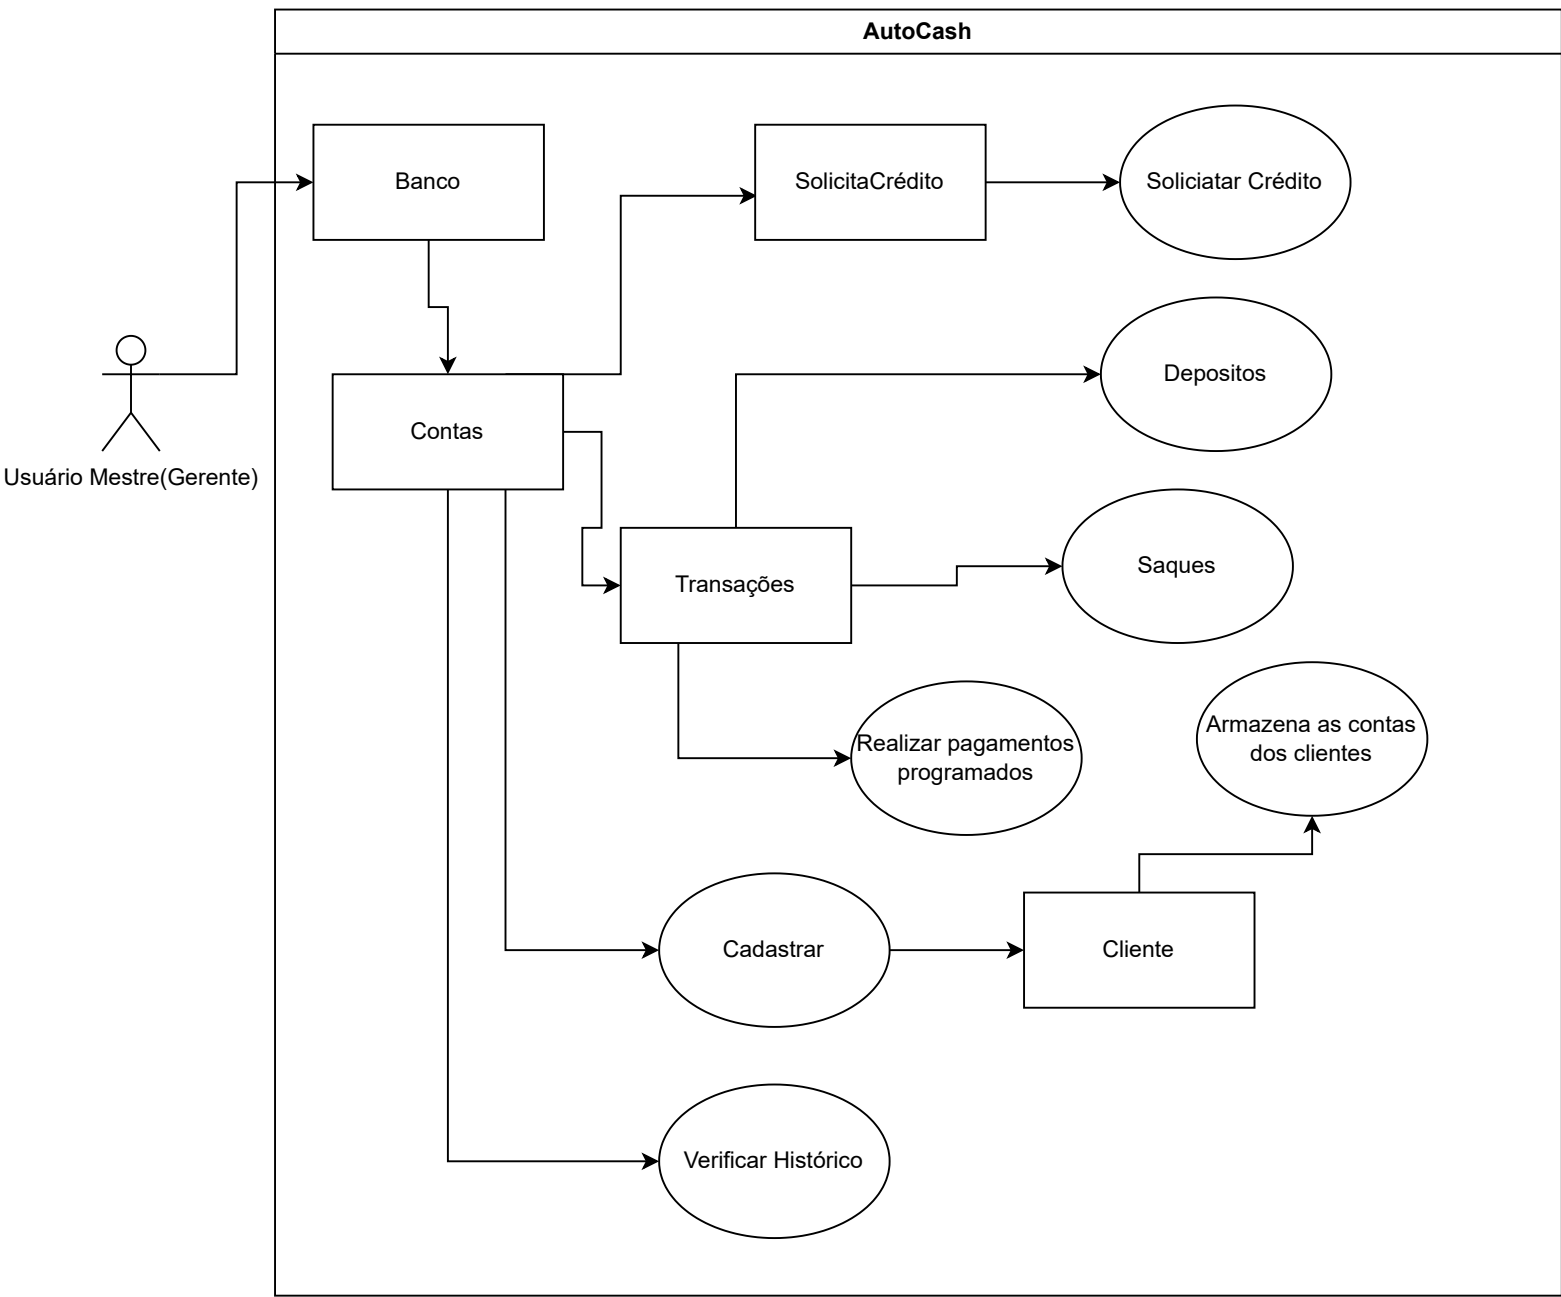 AutoCash
Banco
SolicitaCrédito
Soliciatar Crédito
Usuário Mestre(Gerente)
Contas
Depositos
Transações
Saques
Realizar pagamentos
programados
Armazena as contas
dos clientes
Cadastrar
Cliente
Verificar Histórico